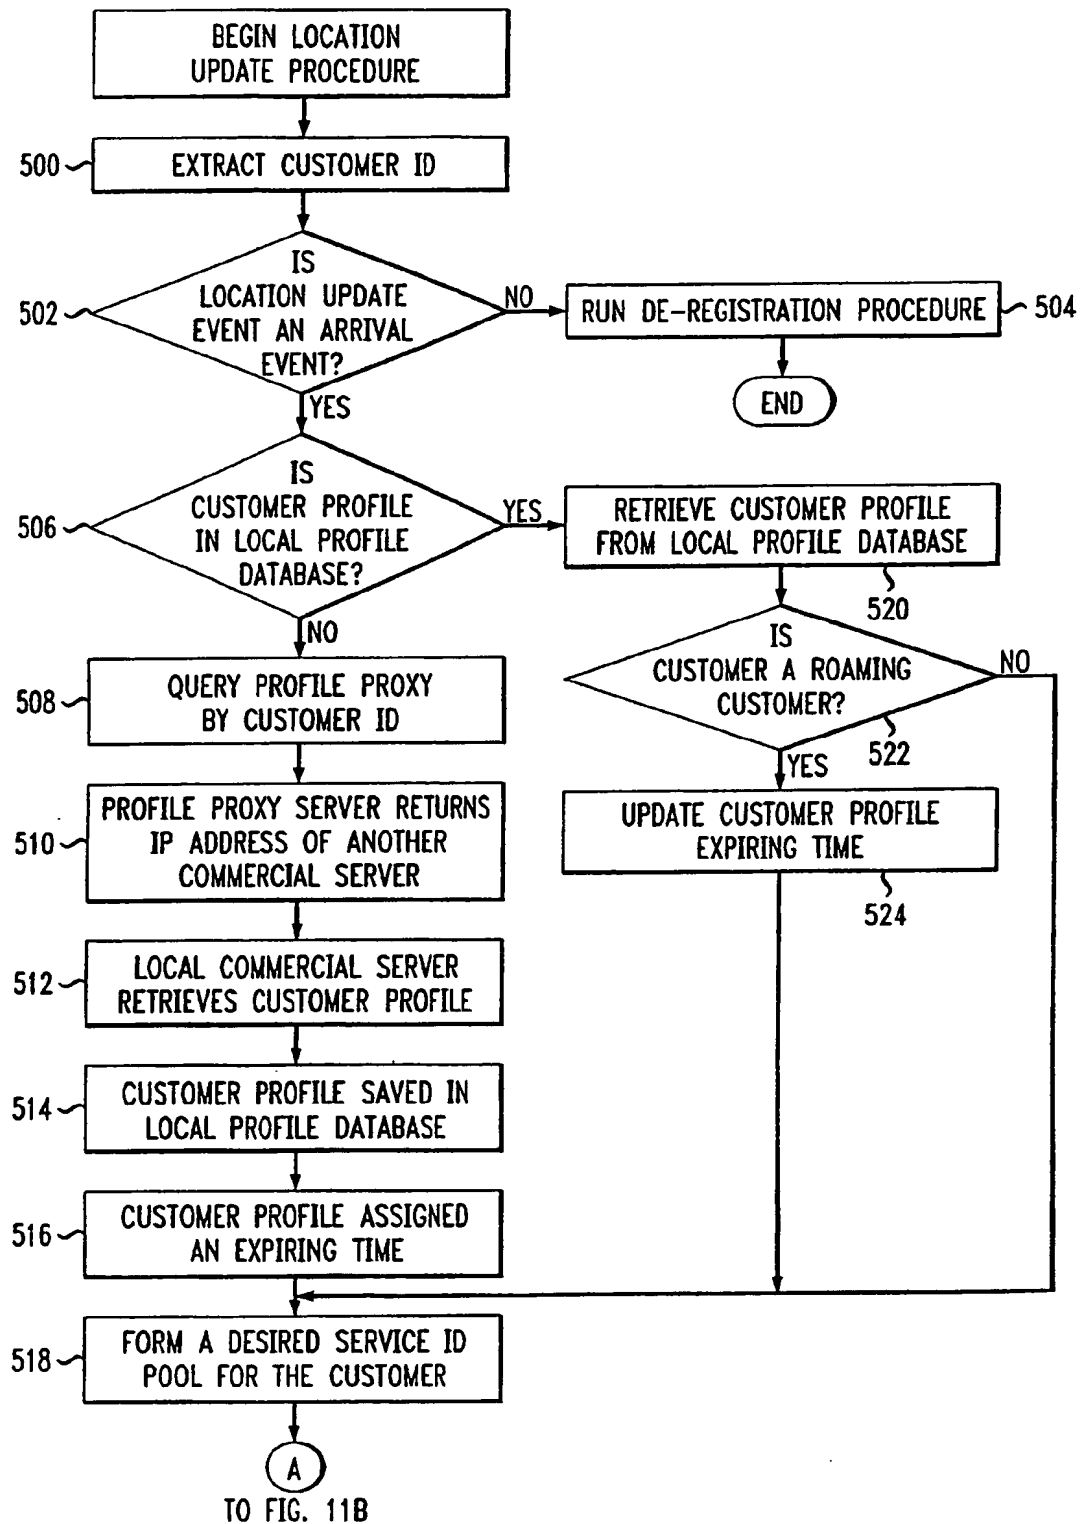 BEGIN LOCATION
UPDATE PROCEDURE
500
EXTRACT CUSTOMER ID
502
IS
LOCATION UPDATE
EVENT AN ARRIVAL
EVENT?
NO
RUN DE-REGISTRATION PROCEDURE
504
END
YES
506
IS
CUSTOMER PROFILE
IN LOCAL PROFILE
DATABASE?
YES
RETRIEVE CUSTOMER PROFILE
FROM LOCAL PROFILE DATABASE
520
NO
IS
CUSTOMER A ROAMING
CUSTOMER?
NO
522
YES
508
QUERY PROFILE PROXY
BY CUSTOMER ID
UPDATE CUSTOMER PROFILE
EXPIRING TIME
524
510
PROFILE PROXY SERVER RETURNS
IP ADDRESS OF ANOTHER
COMMERCIAL SERVER
512
LOCAL COMMERCIAL SERVER
RETRIEVES CUSTOMER PROFILE
514
CUSTOMER PROFILE SAVED IN
LOCAL PROFILE DATABASE
516
CUSTOMER PROFILE ASSIGNED
AN EXPIRING TIME
518
FORM A DESIRED SERVICE ID
POOL FOR THE CUSTOMER
A
TO FIG. 11B